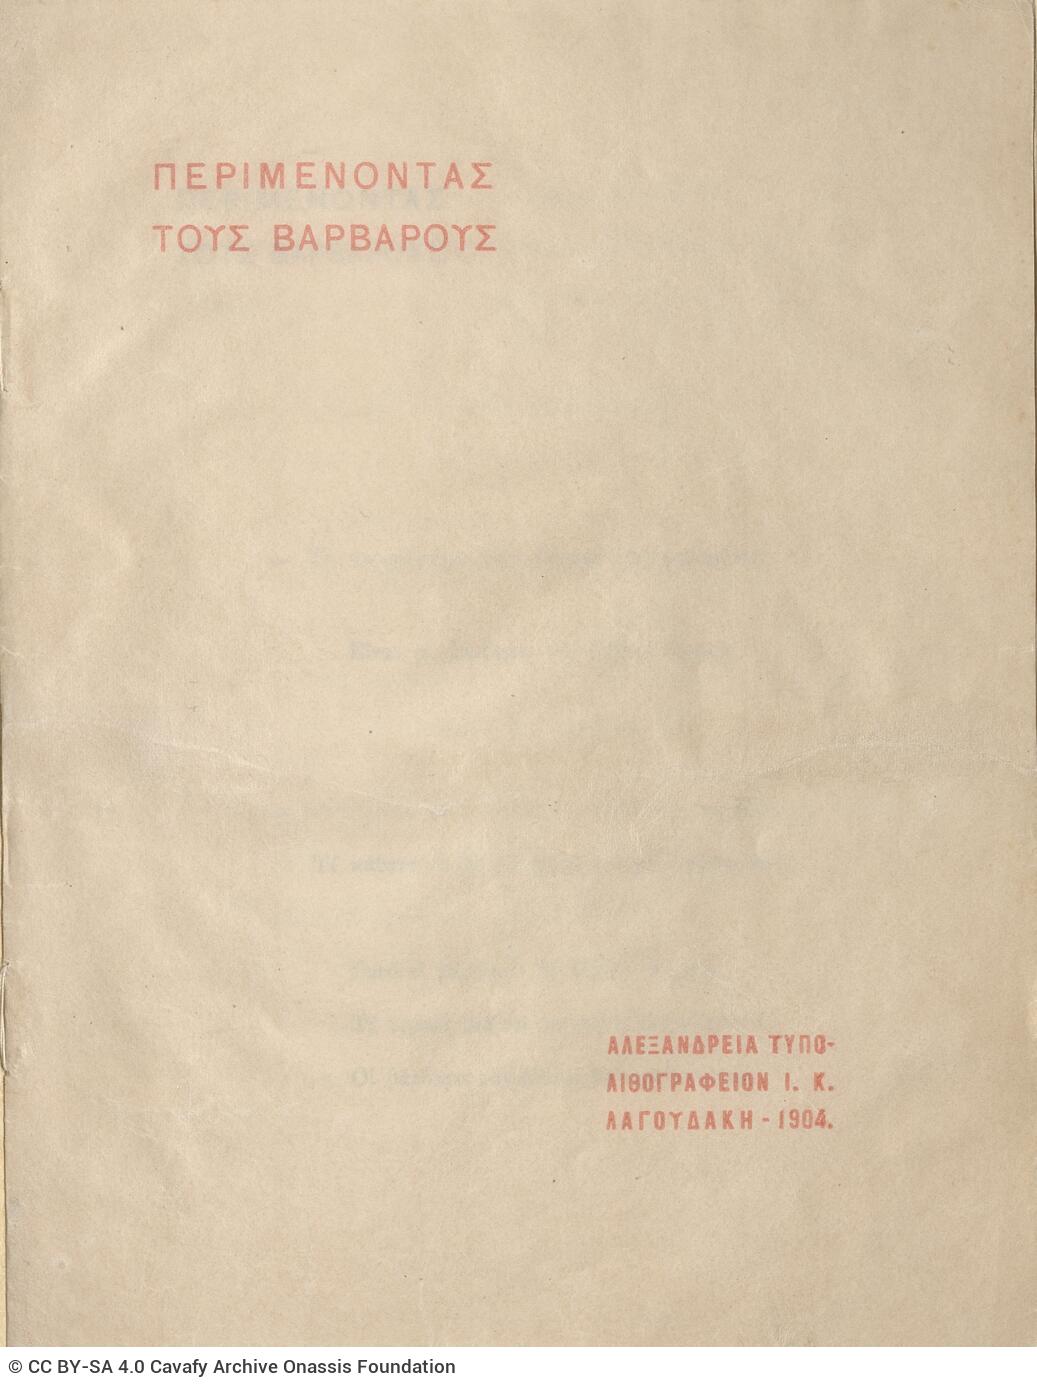 ΠΕΡΙΜΕΝΟΝΤΑΣ
ΤΟΥΣ ΒΑΡΒΑΡΟΥΣ
ΑΛΕΞΑΝΔΡΕΙΑ ΤΥΠΟ-
ΛΙΘΟΓΡΑΦΕΙΟΝ Ι. Κ.
ΛΑΓΟΥΔΑΚΗ - 1904.
© CC BY-SA 4.0 Cavafy Archive Onassis Foundation